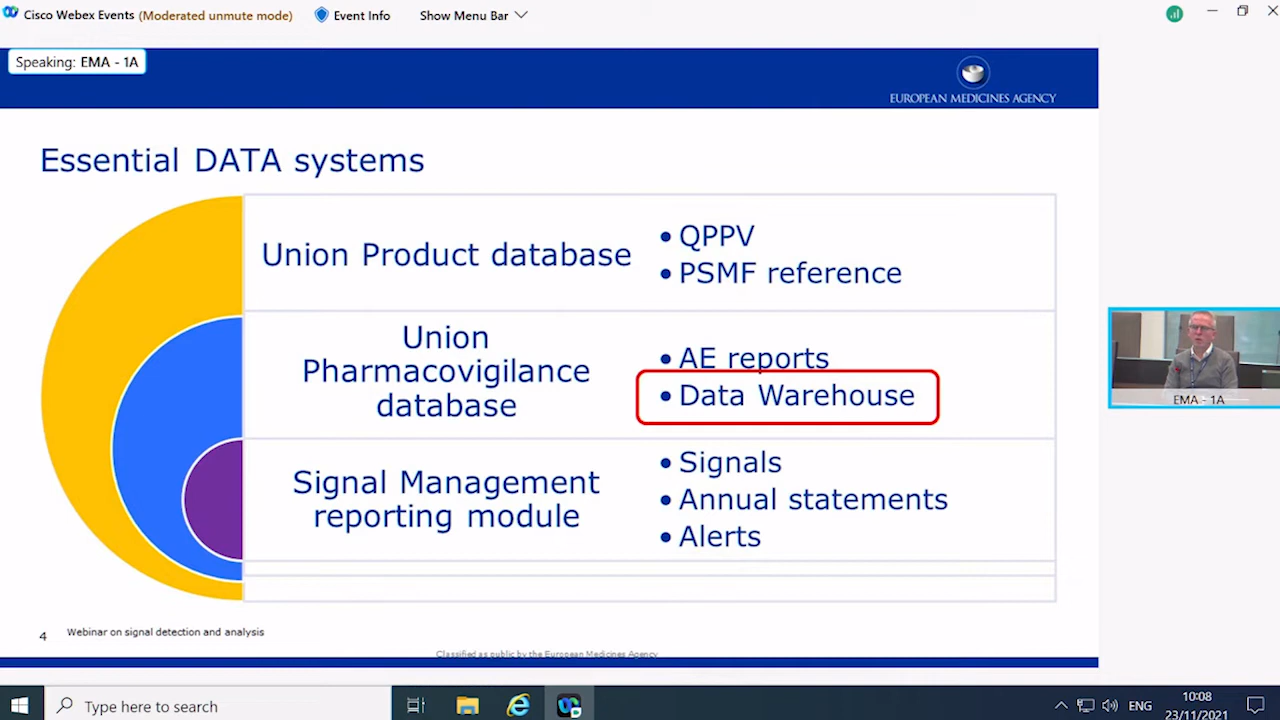 Cisco Webex Events (Moderated unmute mode) Event Info Show Menu Bar
Speaking: EMA - 1A
EUROPEAN MEDICINES AGENCY
Essential DATA systems
Union Product database
• QPPV
• PSMF reference
Union
Pharmacovigilance
database
• AE reports
• Data Warehouse
Signal Management
reporting module
• Signals
• Annual statements
• Alerts
EMA - 1A
4 Webinar on signal detection and analysis
Classified as public by the European Medicines Agency
Type here to search
ENG
10:08
23/11/2021